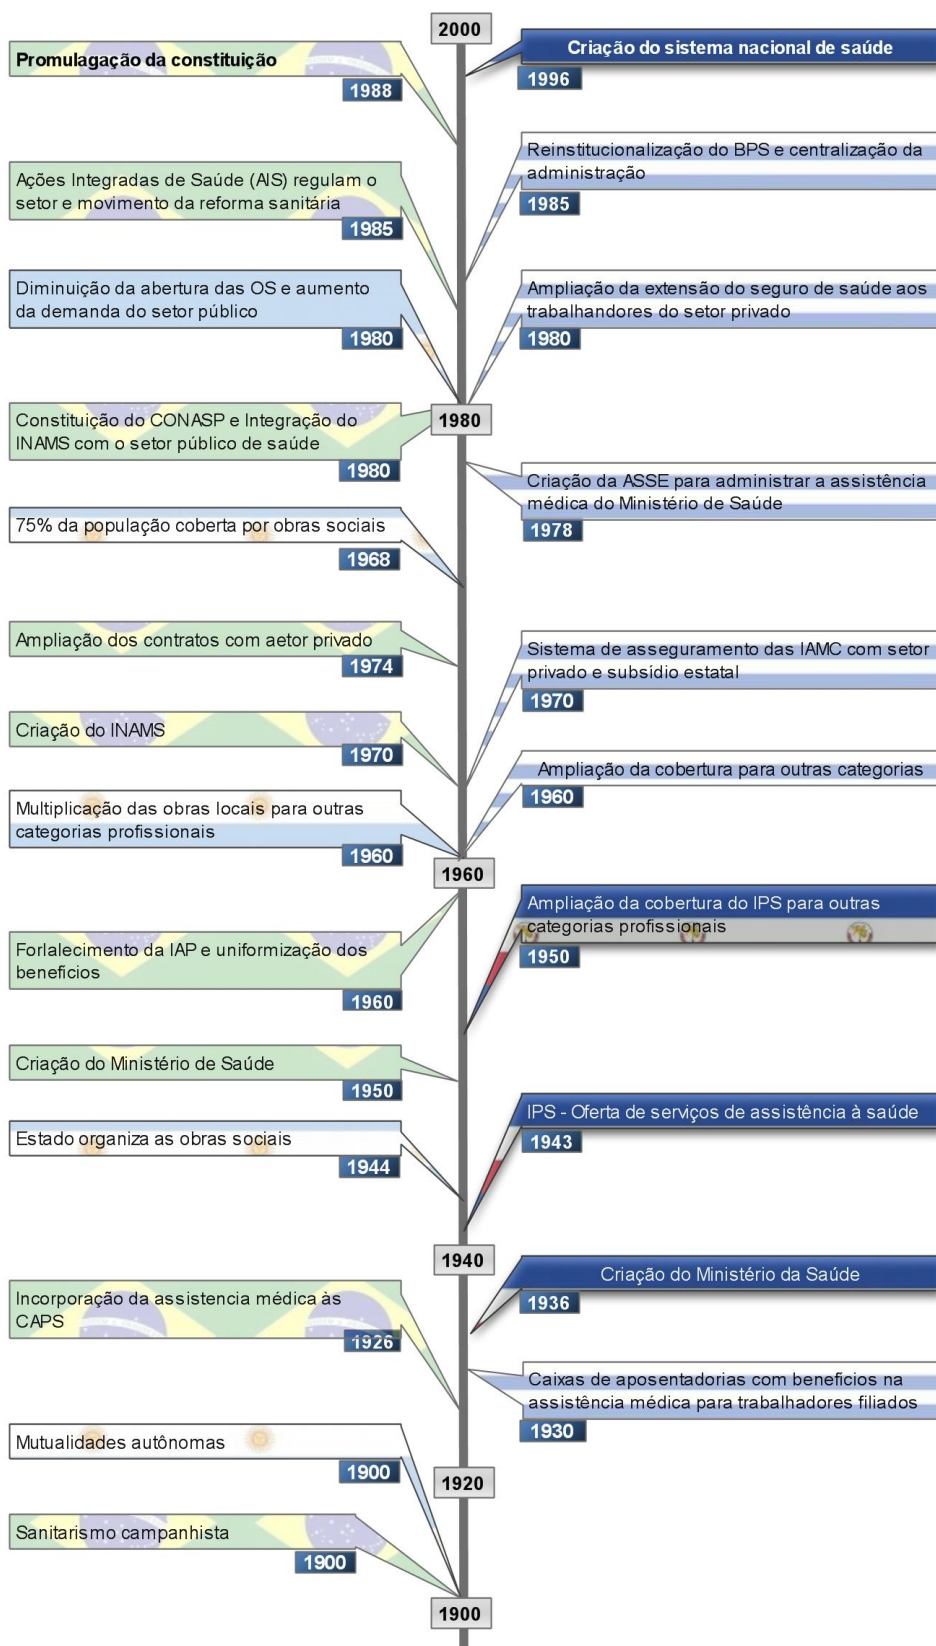 2000
Promulagação da constituição
1988
Criação do sistema nacional de saúde
1996
Reinstitucionalização do BPS e centralização da
administração
1985
Ações Integradas de Saúde (AIS) regulam o
setor e movimento da reforma sanitária
1985
Diminuição da abertura das OS e aumento
da demanda do setor público
1980
Ampliação da extensão do seguro de saúde aos
trabalhandores do setor privado
1980
1980
Constituição do CONASP e Integração do
INAMS com o setor público de saúde
1980
Criação da ASSE para administrar a assistência
médica do Ministério de Saúde
1978
75% da população coberta por obras sociais
1968
Ampliação dos contratos com aetor privado
1974
Sistema de asseguramento das IAMC com setor
privado e subsídio estatal
1970
Criação do INAMS
1970
Ampliação da cobertura para outras categorias
1960
Multiplicação das obras locais para outras
categorias profissionais
1960
1960
Ampliação da cobertura do IPS para outras
categorias profissionais
1950
Forlalecimento da IAP e uniformização dos
benefícios
1960
Criação do Ministério de Saúde
1950
IPS - Oferta de serviços de assistência à saúde
1943
Estado organiza as obras sociais
1944
1940
Criação do Ministério da Saúde
1936
Incorporação da assistencia médica às
CAPS
1926
Caixas de aposentadorias com benefícios na
assistência médica para trabalhadores filiados
1930
Mutualidades autônomas
1900
1920
Sanitarismo campanhista
1900
1900